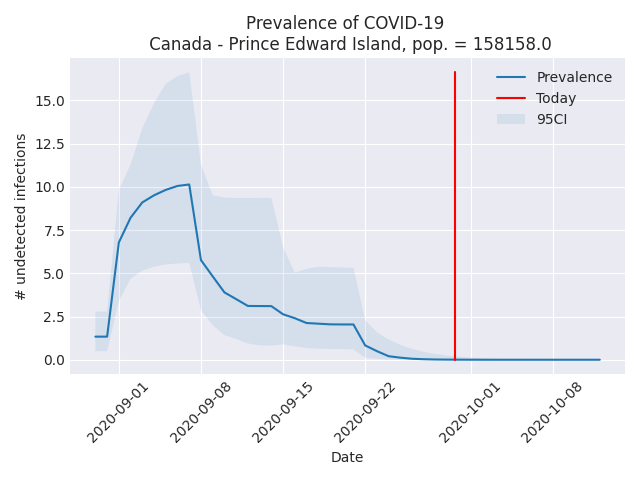 Prevalence of COVID-19
Canada - Prince Edward Island, pop. = 158158.0
Prevalence
Today
95CI
# undetected infections
15.0
12.5
10.0
7.5
5.0
2.5
0.0
2020-09-01
2020-09-08
2020-09-15
2020-09-22
2020-10-01
2020-10-08
Date